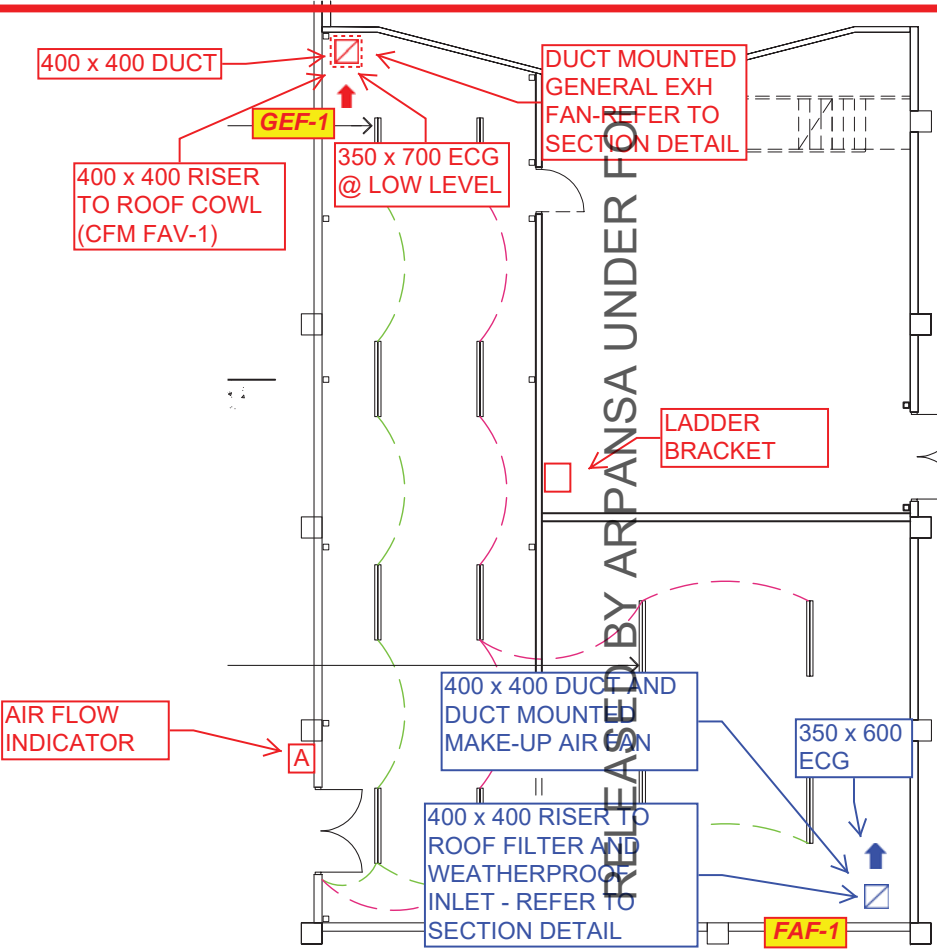 400 x 400 DUCT
DUCT MOUNTED
GENERAL EXH
FAN-REFER TO
SECTION DETAIL
GEF-1
350 x 700 ECG
@ LOW LEVEL
400 x 400 RISER
TO ROOF COWL
(CFM FAV-1)
LADDER
BRACKET
RELEASED BY ARPANSA UNDER FOI
AIR FLOW
INDICATOR
A
400 x 400 DUCT AND
DUCT MOUNTED
MAKE-UP AIR FAN
350 x 600
ECG
400 x 400 RISER TO
ROOF FILTER AND
WEATHERPROOF
INLET - REFER TO
SECTION DETAIL
FAF-1